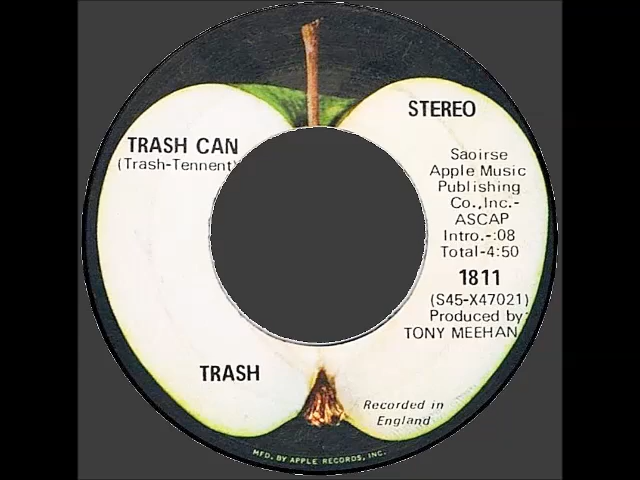 TRASH CAN
(Trash-Tennent)
STEREO
Saoirse
Apple Music
Publishing
Co.,Inc.-
ASCAP
Intro.-:08
Total-4:50
1811
(S45-X47021)
Produced by:
TONY MEEHAN
TRASH
Recorded in
England
MFD. BY APPLE RECORDS, INC.